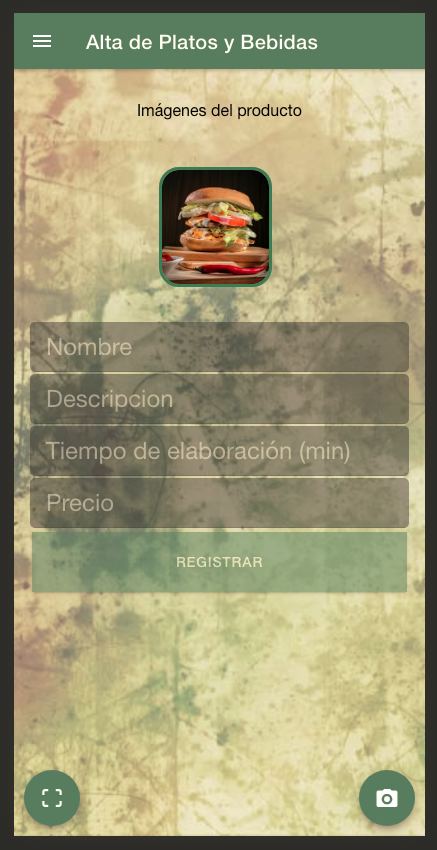 Alta de Platos y Bebidas
Imágenes del producto
Nombre
Descripcion
Tiempo de elaboración (min)
Precio
REGISTRAR